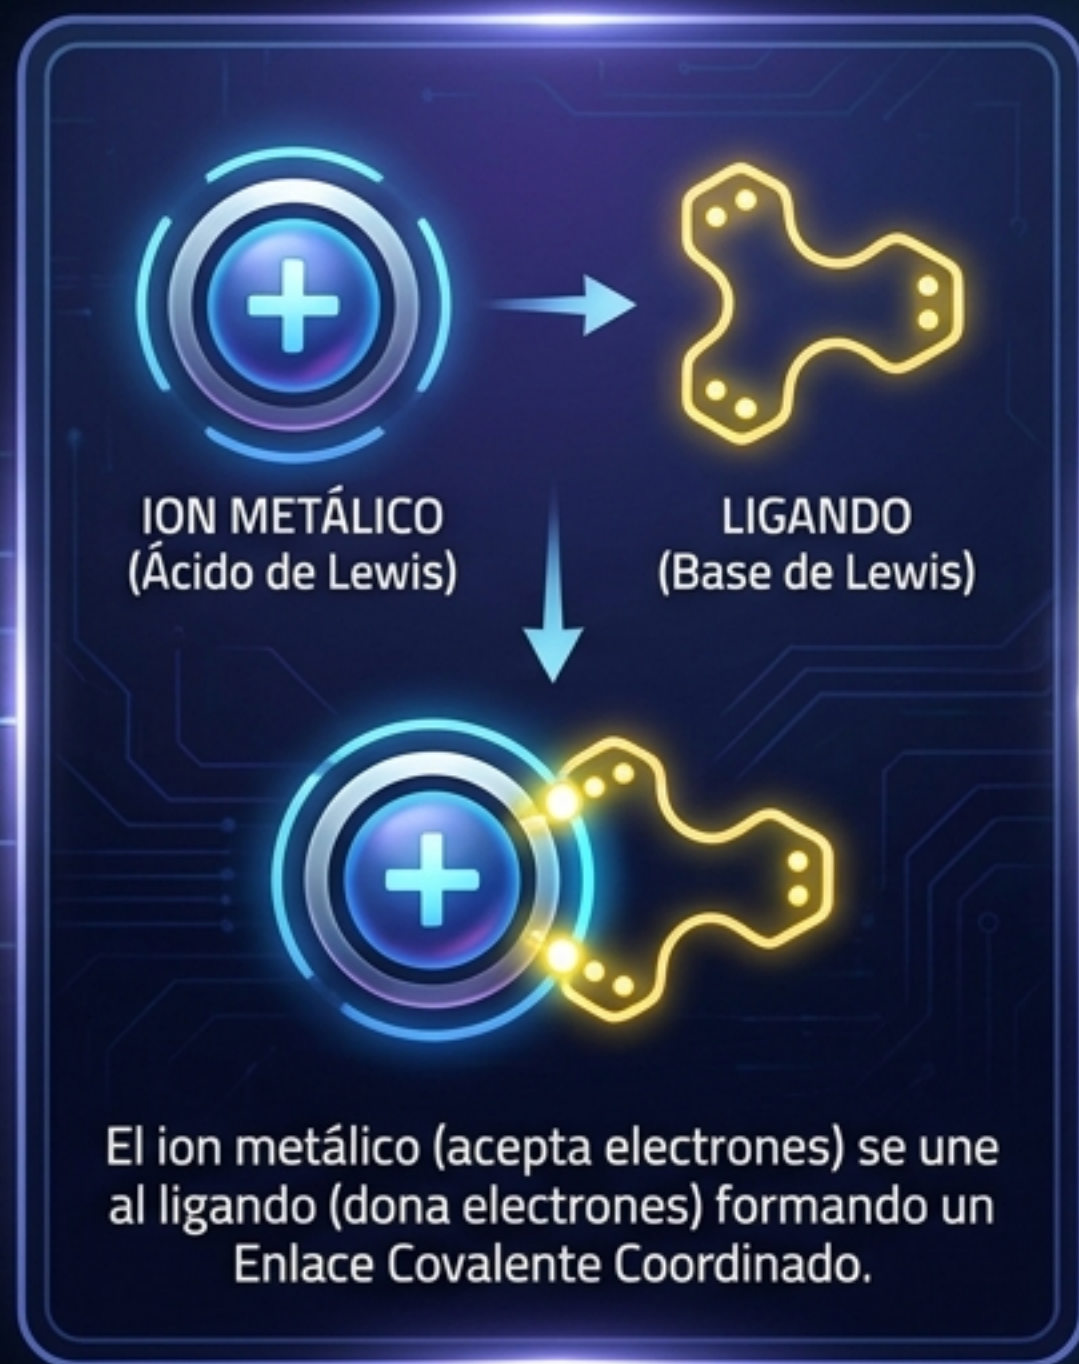 ION METÁLICO
(Ácido de Lewis)
LIGANDO
(Base de Lewis)
El ion metálico (acepta electrones) se une
al ligando (dona electrones) formando un
Enlace Covalente Coordinado.